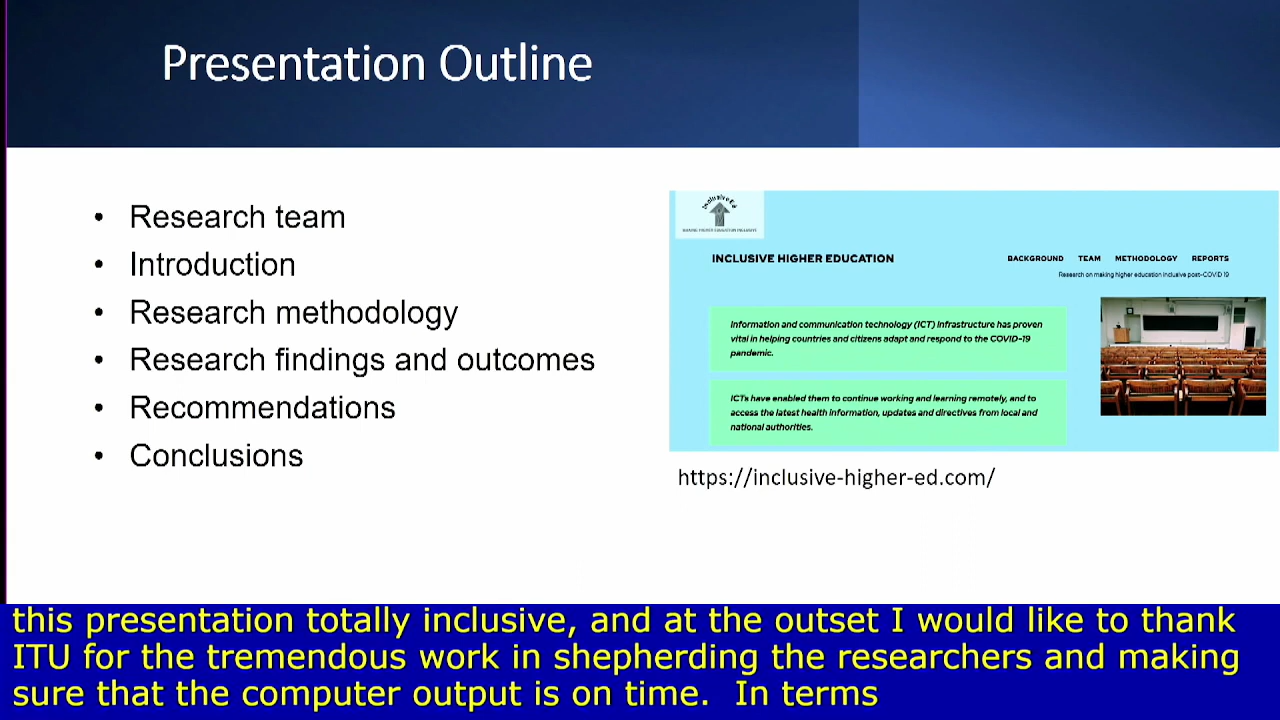 Presentation Outline
• Research team
• Introduction
• Research methodology
• Research findings and outcomes
• Recommendations
• Conclusions
InclusiveEd
MAKING HIGHER EDUCATION INCLUSIVE
INCLUSIVE HIGHER EDUCATION
BACKGROUND TEAM METHODOLOGY REPORTS
Research on making higher education inclusive post-COVID 19
Information and communication technology (ICT) infrastructure has proven
vital in helping countries and citizens adapt and respond to the COVID-19
pandemic.
ICTs have enabled them to continue working and learning remotely, and to
access the latest health information, updates and directives from local and
national authorities.
https://inclusive-higher-ed.com/
this presentation totally inclusive, and at the outset I would like to thank
ITU for the tremendous work in shepherding the researchers and making
sure that the computer output is on time.  In terms